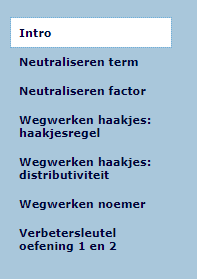 Intro
Neutraliseren term
Neutraliseren factor
Wegwerken haakjes:
haakjesregel
Wegwerken haakjes:
distributiviteit
Wegwerken noemer
Verbetersleutel
oefening 1 en 2